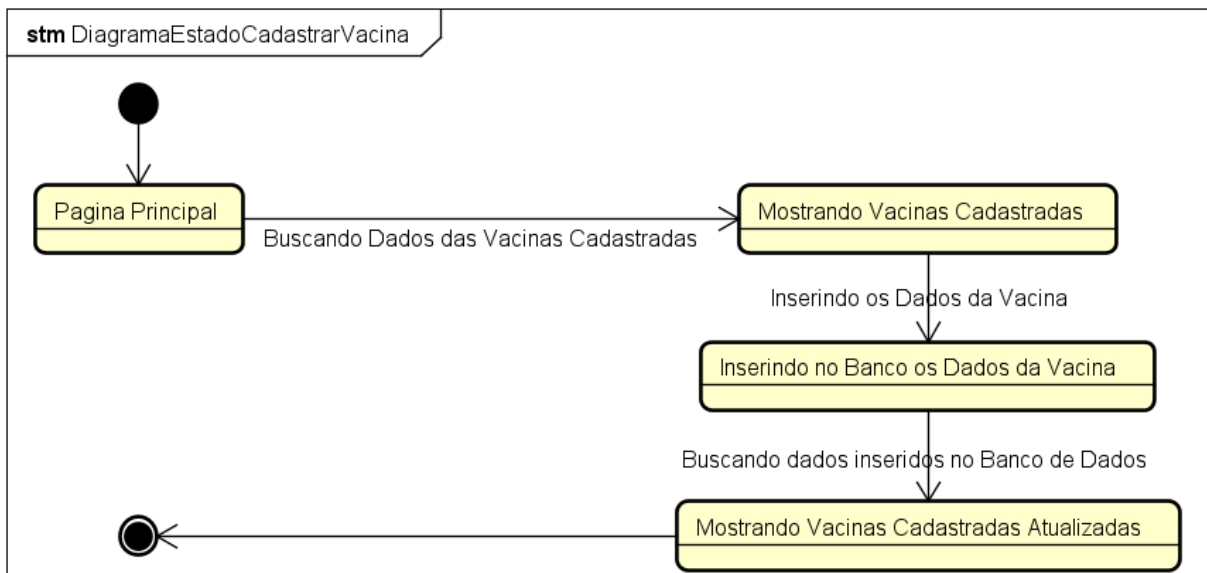 stm DiagramaEstadoCadastrarVacina
Pagina Principal
Buscando Dados das Vacinas Cadastradas
Mostrando Vacinas Cadastradas
Inserindo os Dados da Vacina
Inserindo no Banco os Dados da Vacina
Buscando dados inseridos no Banco de Dados
Mostrando Vacinas Cadastradas Atualizadas